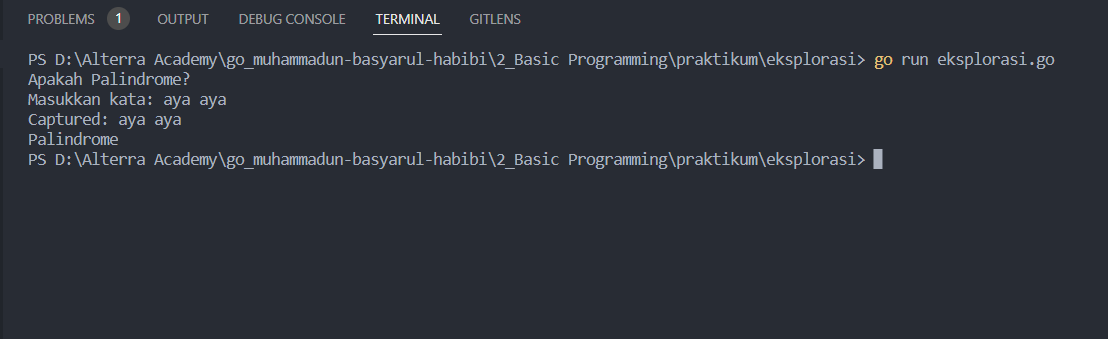 PROBLEMS 1 OUTPUT DEBUG CONSOLE TERMINAL GITLENS
PS D:\Alterra Academy\go_muhammadun-basyarul-habibi\2_Basic Programming\praktikum\eksplorasi> go run eksplorasi.go
Apakah Palindrome?
Masukkan kata: aya aya
Captured: aya aya
Palindrome
PS D:\Alterra Academy\go_muhammadun-basyarul-habibi\2_Basic Programming\praktikum\eksplorasi>